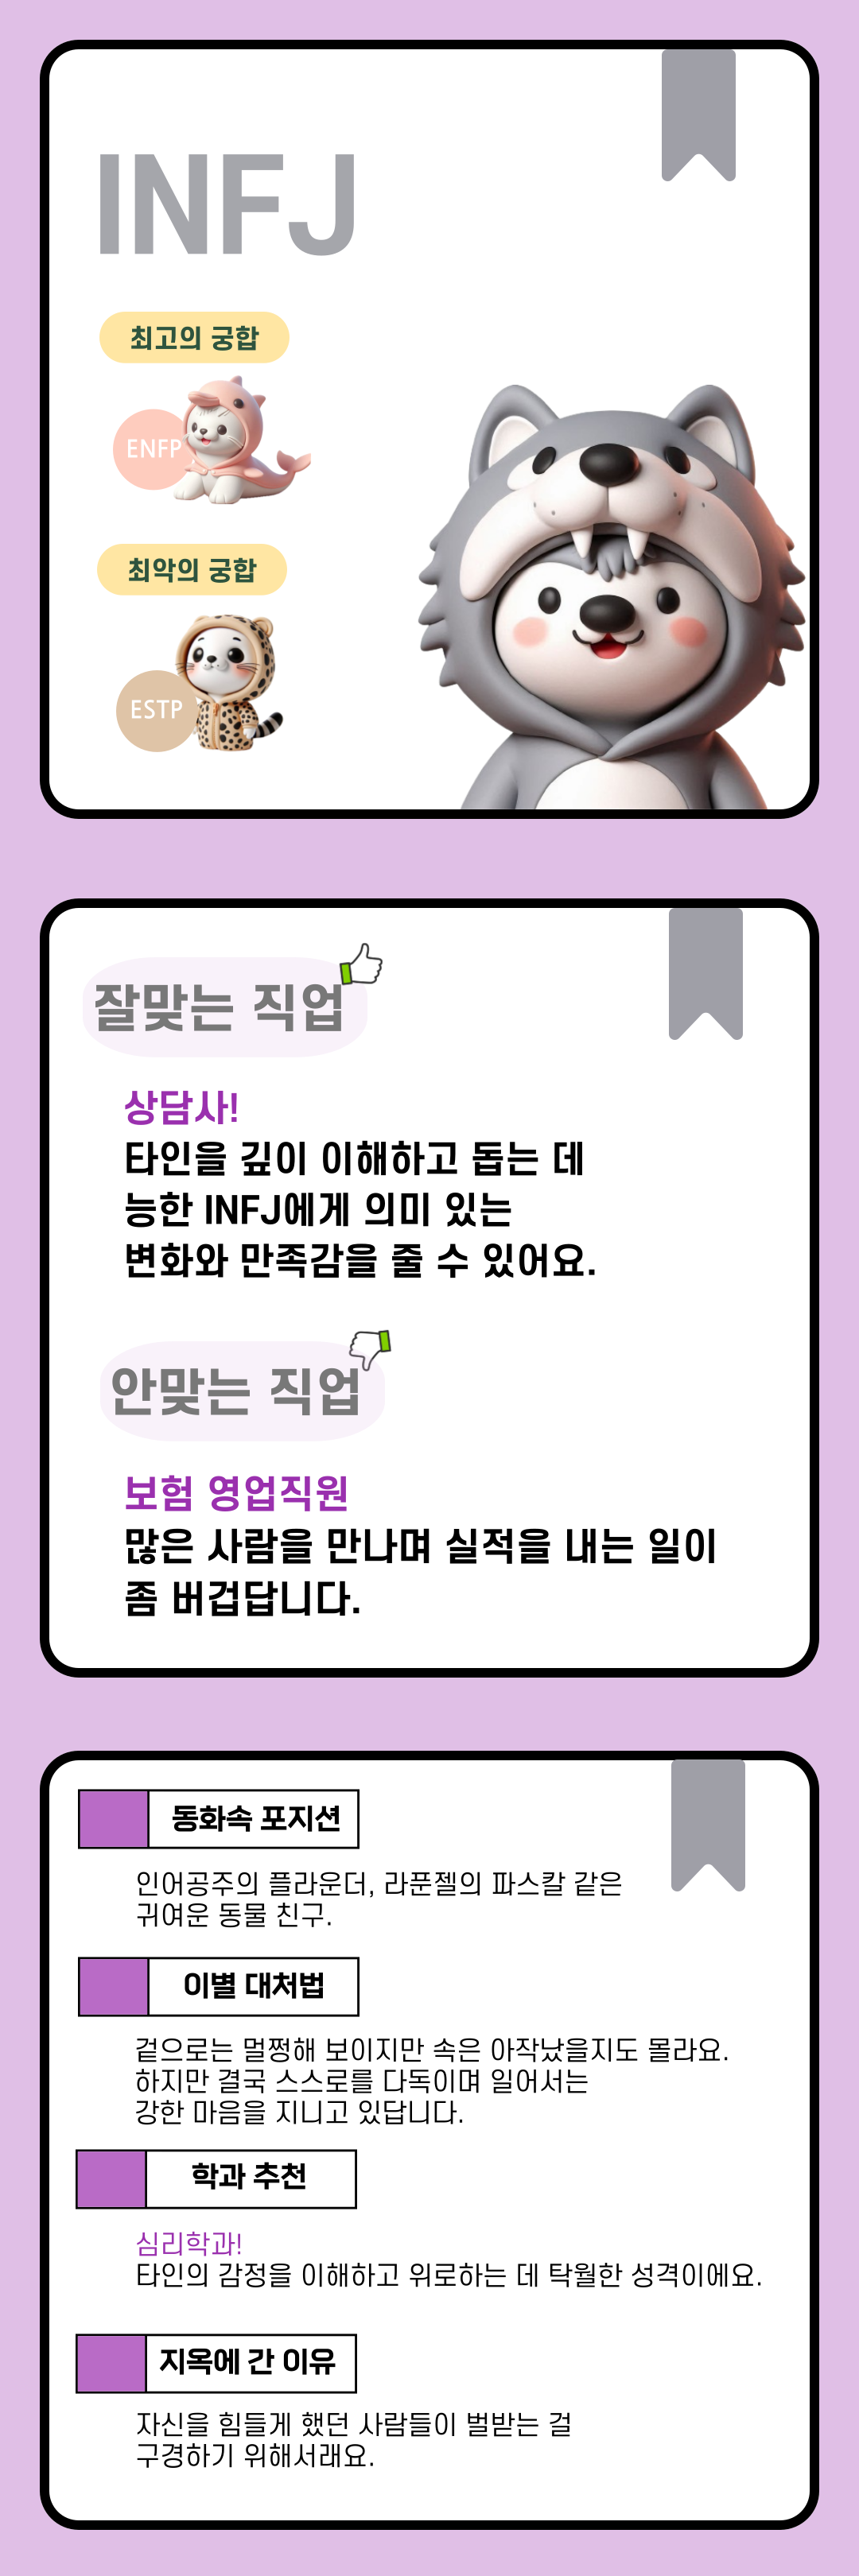 INFJ
최고의 궁합
ENFP
최악의 궁합
ESTP
잘맞는 직업
상담사!
타인을 깊이 이해하고 돕는 데
능한 INFJ에게 의미 있는
변화와 만족감을 줄 수 있어요.
안맞는 직업
보험 영업직원
많은 사람을 만나며 실적을 내는 일이
좀 버겁답니다.
동화속 포지션
인어공주의 플라운더, 라푼젤의 파스칼 같은
귀여운 동물 친구.
이별 대처법
겉으로는 멀쩡해 보이지만 속은 아작났을지도 몰라요.
하지만 결국 스스로를 다독이며 일어서는
강한 마음을 지니고 있답니다.
학과 추천
심리학과!
타인의 감정을 이해하고 위로하는 데 탁월한 성격이에요.
지옥에 간 이유
자신을 힘들게 했던 사람들이 벌받는 걸
구경하기 위해서래요.